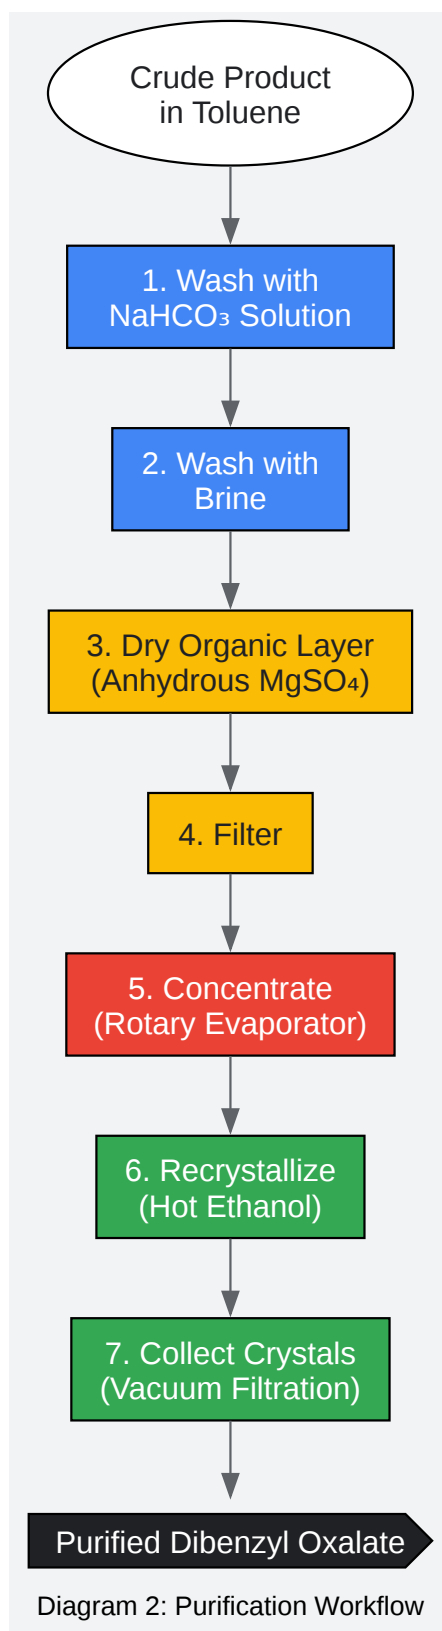 Crude Product
in Toluene
1. Wash with
NaHCO₃ Solution
2. Wash with
Brine
3. Dry Organic Layer
(Anhydrous MgSO₄)
4. Filter
5. Concentrate
(Rotary Evaporator)
6. Recrystallize
(Hot Ethanol)
7. Collect Crystals
(Vacuum Filtration)
Purified Dibenzyl Oxalate
Diagram 2: Purification Workflow